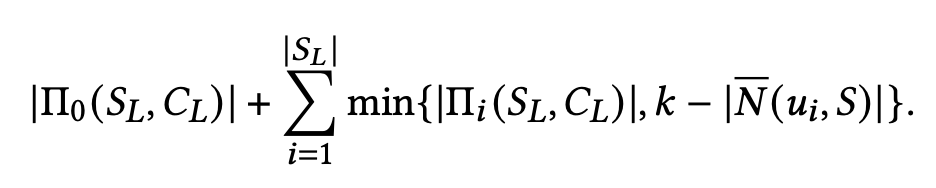 |Π₀(S_L, C_L)| + ∑_{i=1}^{|S_L|} min{|Π_i(S_L, C_L)|, k − |N̅(u_i, S)|}.